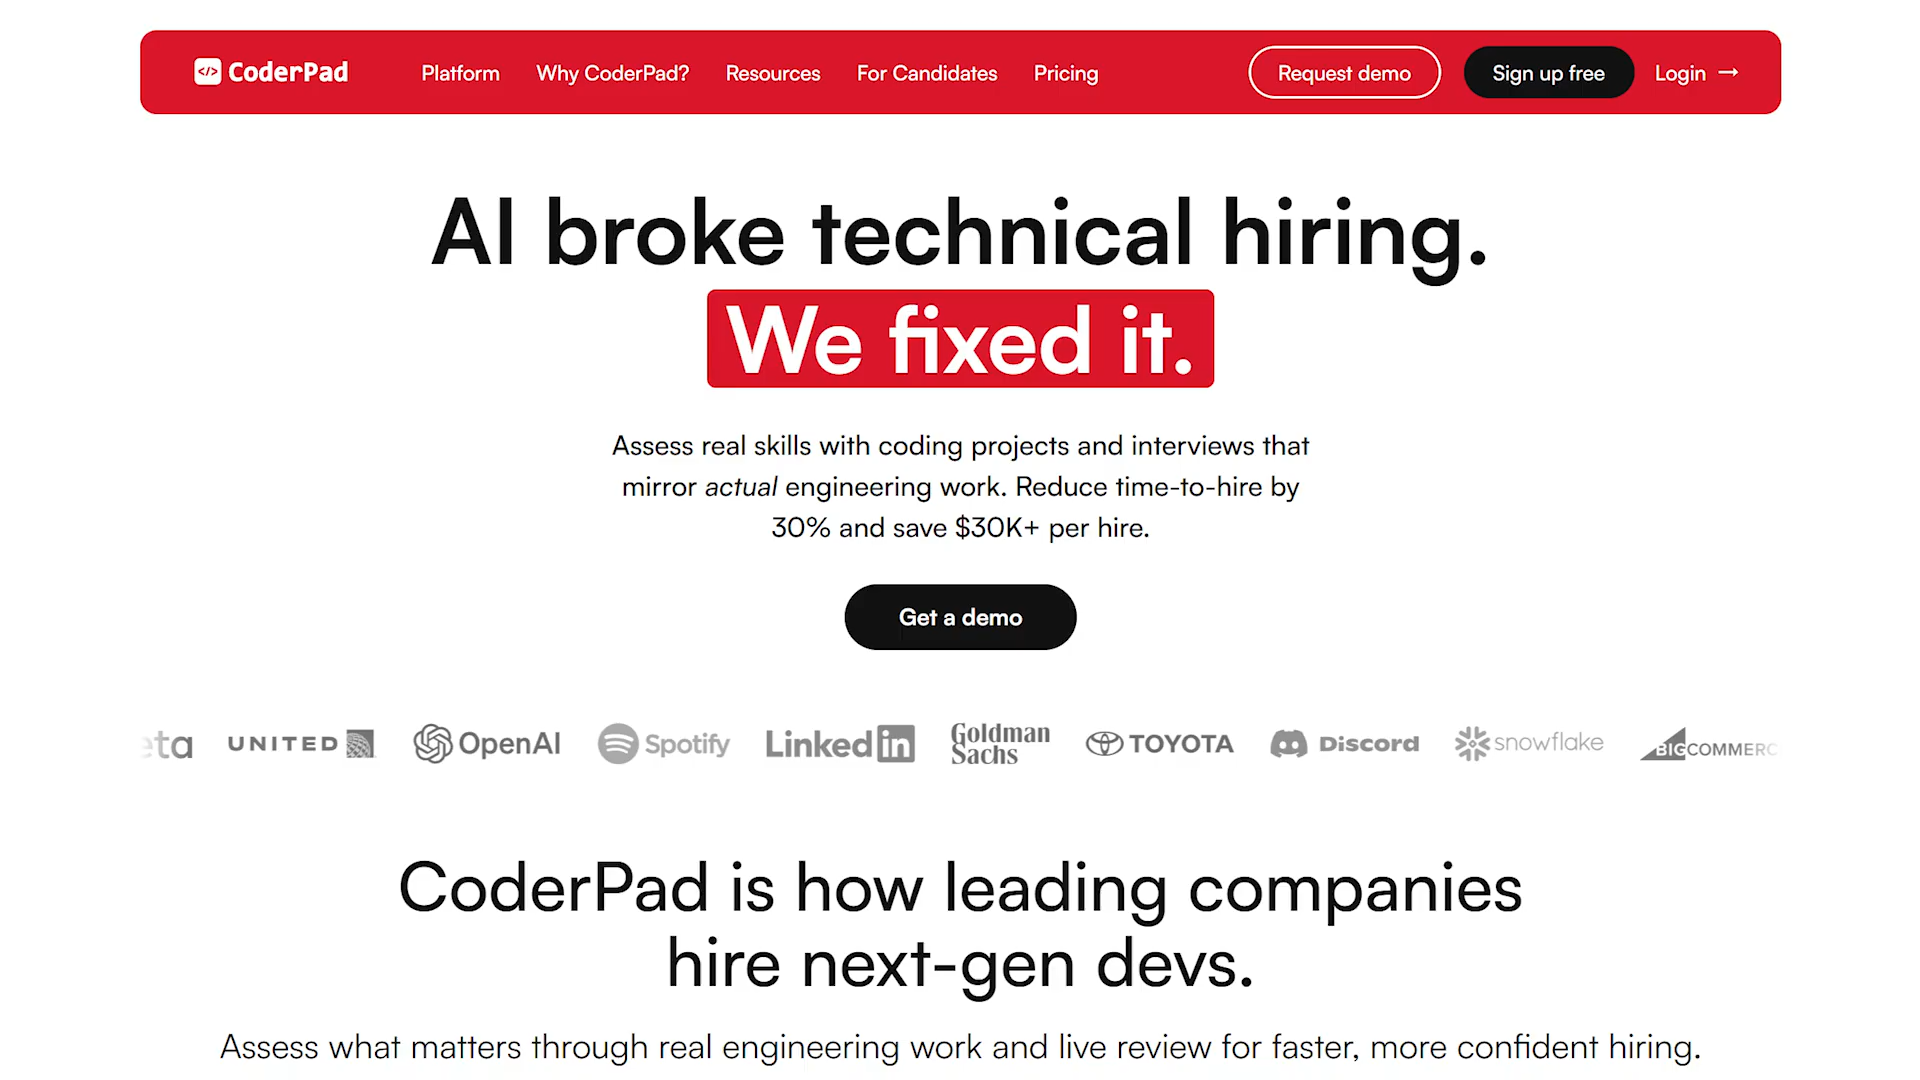 CoderPad Platform Why CoderPad? Resources For Candidates Pricing Request demo Sign up free Login →
AI broke technical hiring.
We fixed it.
Assess real skills with coding projects and interviews that
mirror actual engineering work. Reduce time-to-hire by
30% and save $30K+ per hire.
Get a demo
eta UNITED OpenAI Spotify LinkedIn Goldman Sachs TOYOTA Discord snowflake BIGCOMMERC
CoderPad is how leading companies
hire next-gen devs.
Assess what matters through real engineering work and live review for faster, more confident hiring.